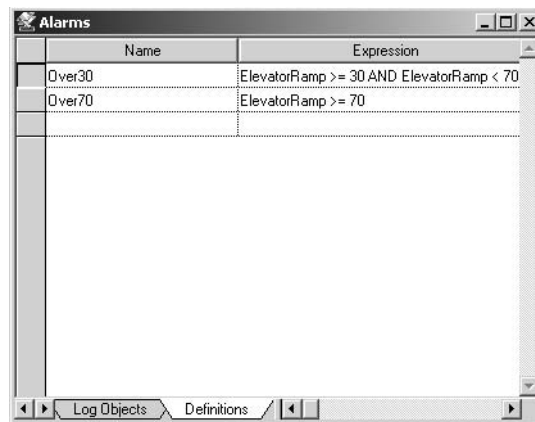 Alarms
Name Expression
Over30 ElevatorRamp >= 30 AND ElevatorRamp < 70
Over70 ElevatorRamp >= 70
Log Objects Definitions